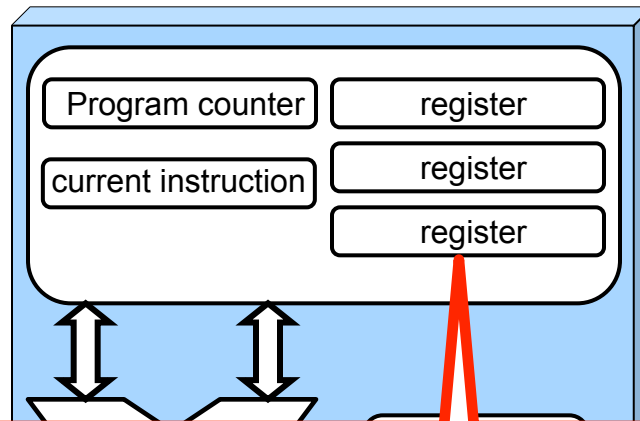 Program counter
current instruction
register
register
register